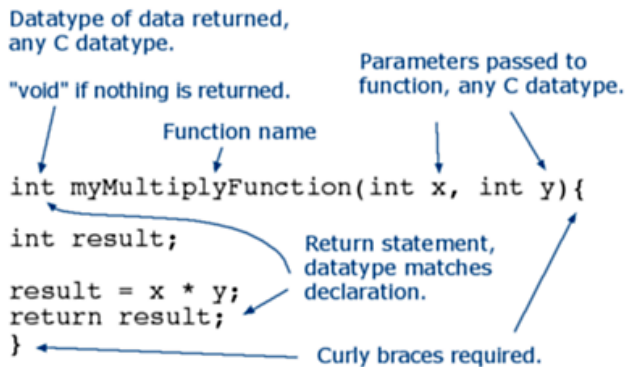 Datatype of data returned,
any C datatype.
"void" if nothing is returned.
Parameters passed to
function, any C datatype.
Function name
int myMultiplyFunction(int x, int y){
int result;
result = x * y;
return result;
}
Return statement,
datatype matches
declaration.
Curly braces required.